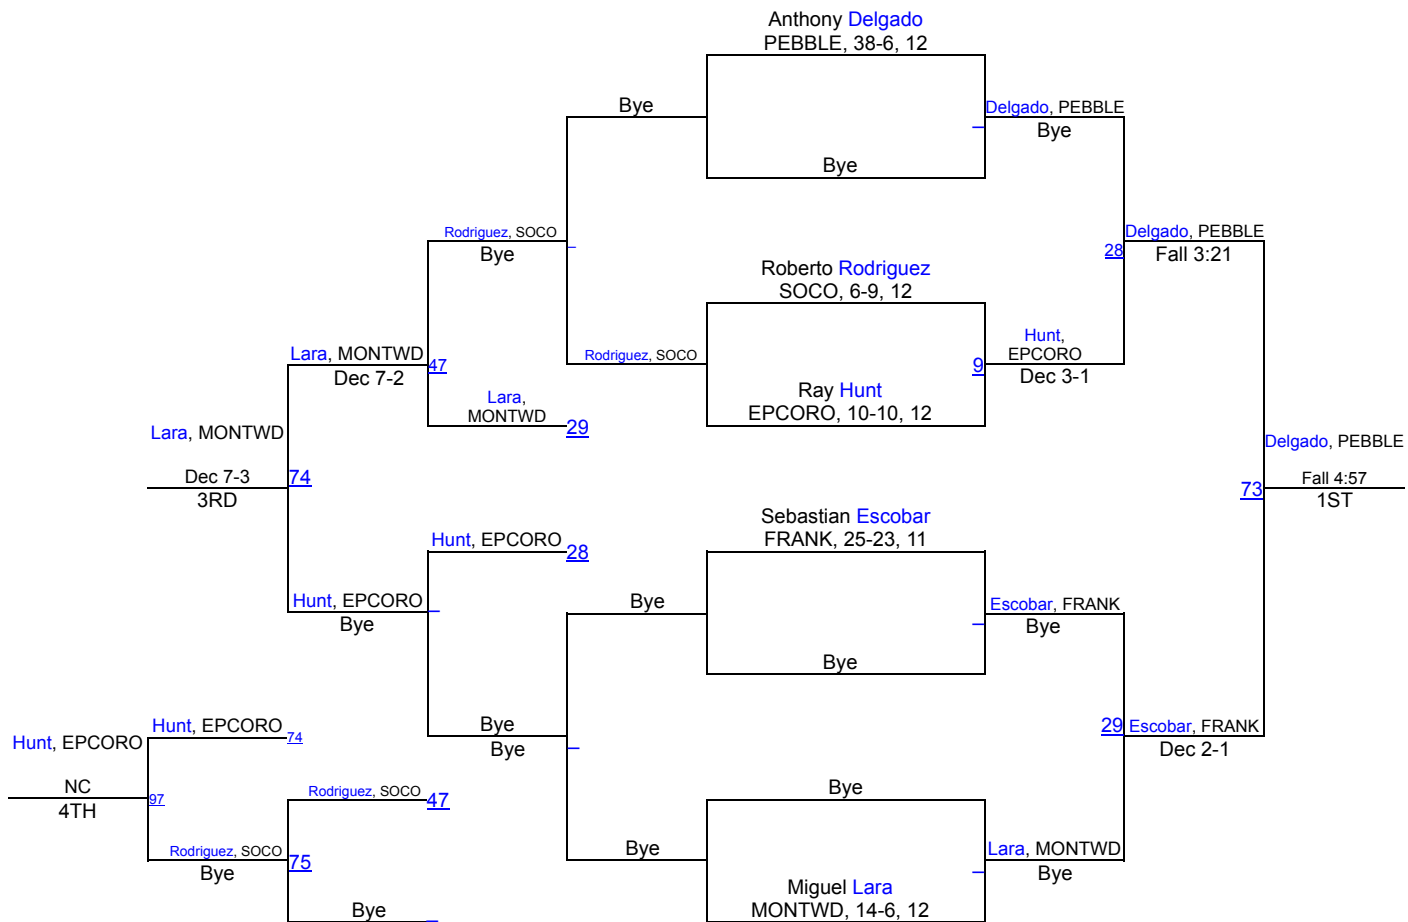 Anthony Delgado
PEBBLE, 38-6, 12
Bye
Delgado, PEBBLE
Bye
Bye
Rodriguez, SOCO
Bye
Delgado, PEBBLE
28
Fall 3:21
Roberto Rodriguez
SOCO, 6-9, 12
Lara, MONTWD
47
Dec 7-2
Rodriguez, SOCO
9
Hunt,
EPCORO
Dec 3-1
Ray Hunt
EPCORO, 10-10, 12
Lara,
MONTWD
29
Lara, MONTWD
Dec 7-3
74
3RD
Delgado, PEBBLE
73
Fall 4:57
1ST
Sebastian Escobar
FRANK, 25-23, 11
Hunt, EPCORO
28
Hunt, EPCORO
Bye
Bye
Escobar, FRANK
Bye
Bye
Hunt, EPCORO
Hunt, EPCORO
74
Bye
Bye
29
Escobar, FRANK
Dec 2-1
NC
97
4TH
Rodriguez, SOCO
47
Bye
Rodriguez, SOCO
75
Bye
Bye
Lara, MONTWD
Bye
Miguel Lara
MONTWD, 14-6, 12
Bye